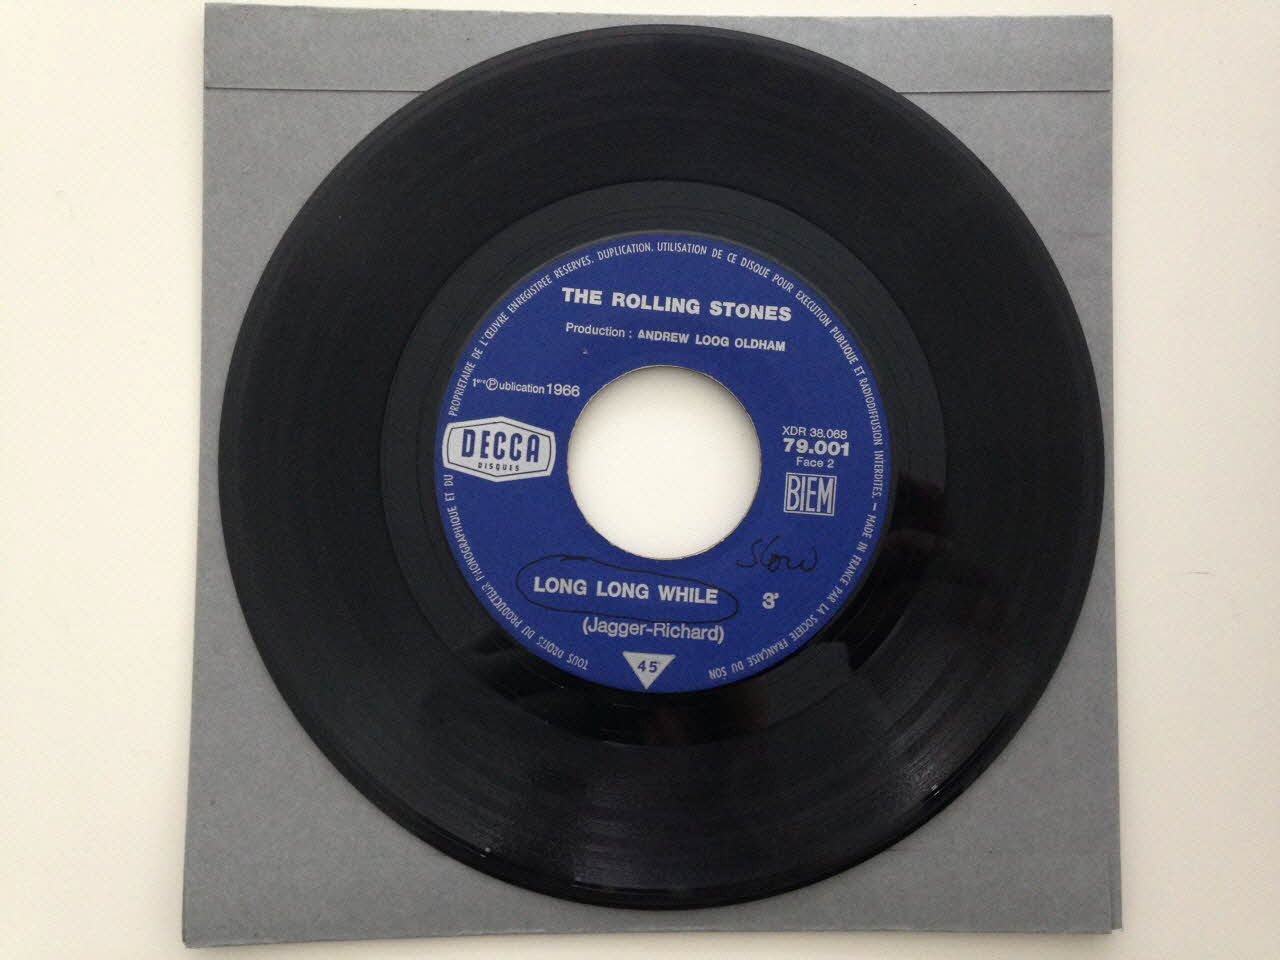 THE ROLLING STONES
Production : ANDREW LOOG OLDHAM
1ère Ⓟublication 1966
DECCA
DISQUES
XDR 38.068
79.001
Face 2
BIEM
slow
LONG LONG WHILE 3'
(Jagger-Richard)
45
TOUS DROITS DU PRODUCTEUR PHONOGRAPHIQUE ET DU PROPRIETAIRE DE L'ŒUVRE ENREGISTREE RESERVES. DUPLICATION, UTILISATION DE CE DISQUE POUR EXECUTION PUBLIQUE ET RADIODIFFUSION INTERDITES. – MADE IN FRANCE PAR LA SOCIETE FRANÇAISE DU SON